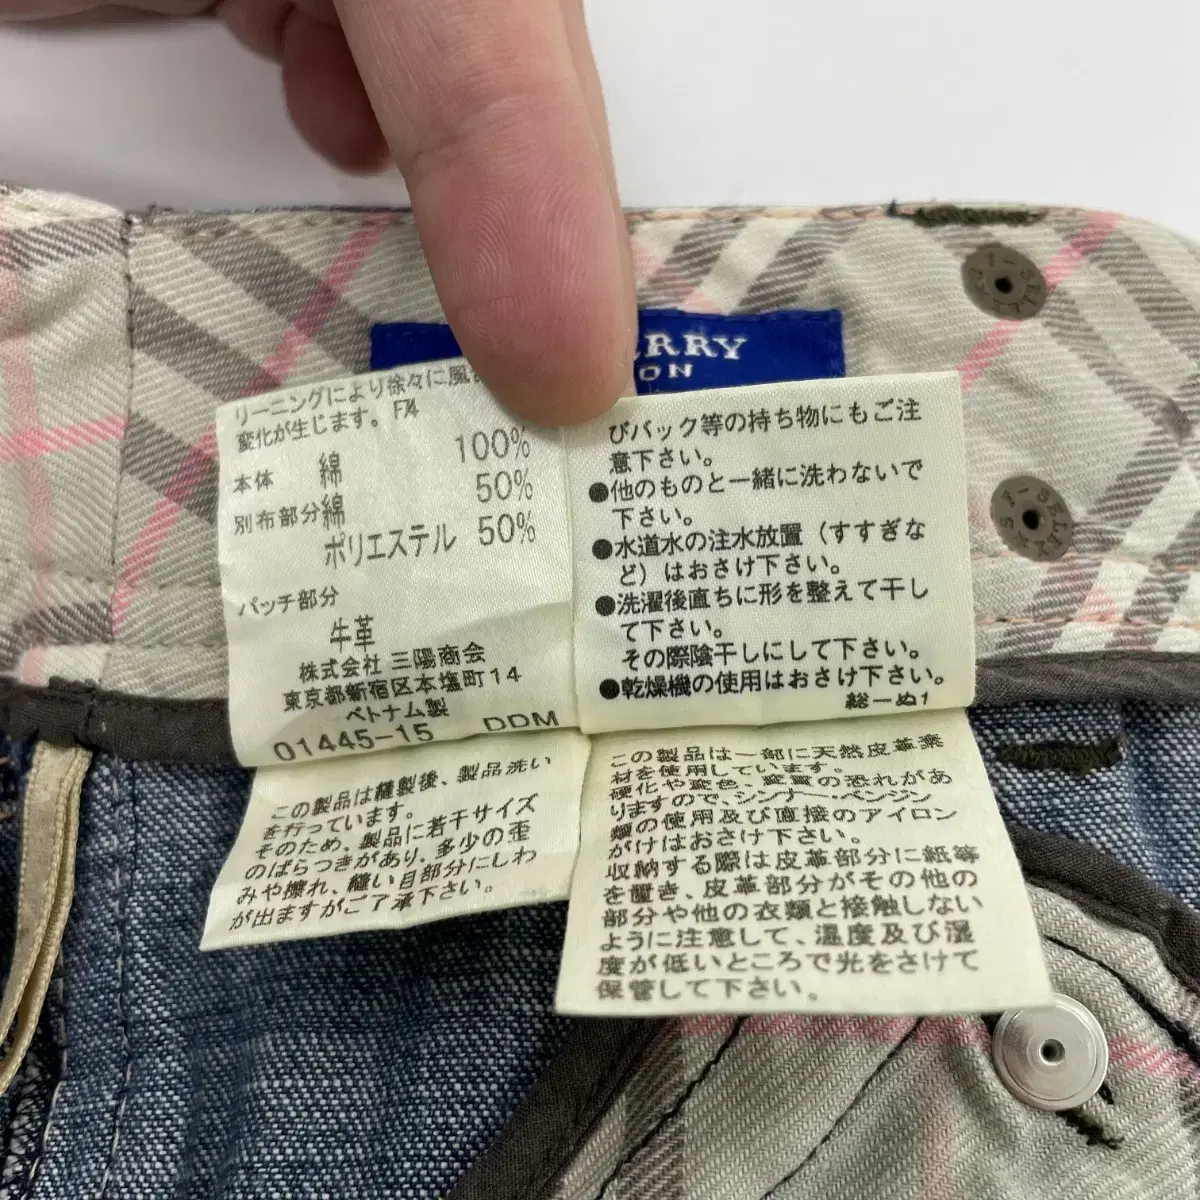 RRY
ON
リーニングにより徐々に風
変化が生じます。 F4
本体 綿 100%
別布部分 綿 50%
ポリエステル 50%
パッチ部分
牛革
株式会社 三陽商会
東京都新宿区本塩町14
ベトナム製
01445-15 DDM
この製品は縫製後、製品洗い
を行っています。
そのため、製品に若干サイズ
のばらつきがあり、多少の歪
みや擦れ、縫い目部分にしわ
が出ますがご了承下さい。
びバック等の持ち物にもご注
意下さい。
●他のものと一緒に洗わないで
下さい。
●水道水の注水放置(すすぎな
ど)はおさけ下さい。
●洗濯後直ちに形を整えて干し
て下さい。
その際陰干しにして下さい。
●乾燥機の使用はおさけ下さい。
総一ぬ1
この製品は一部に天然皮革素
材を使用しています。
硬化や変色、変質の恐れがあ
りますので、シンナー・ベンジン
類の使用及び直接のアイロン
がけはおさけ下さい。
収納する際は皮革部分に紙等
を置き、皮革部分がその他の
部分や他の衣類と接触しない
ように注意して、温度及び湿
度が低いところで光をさけて
保管して下さい。